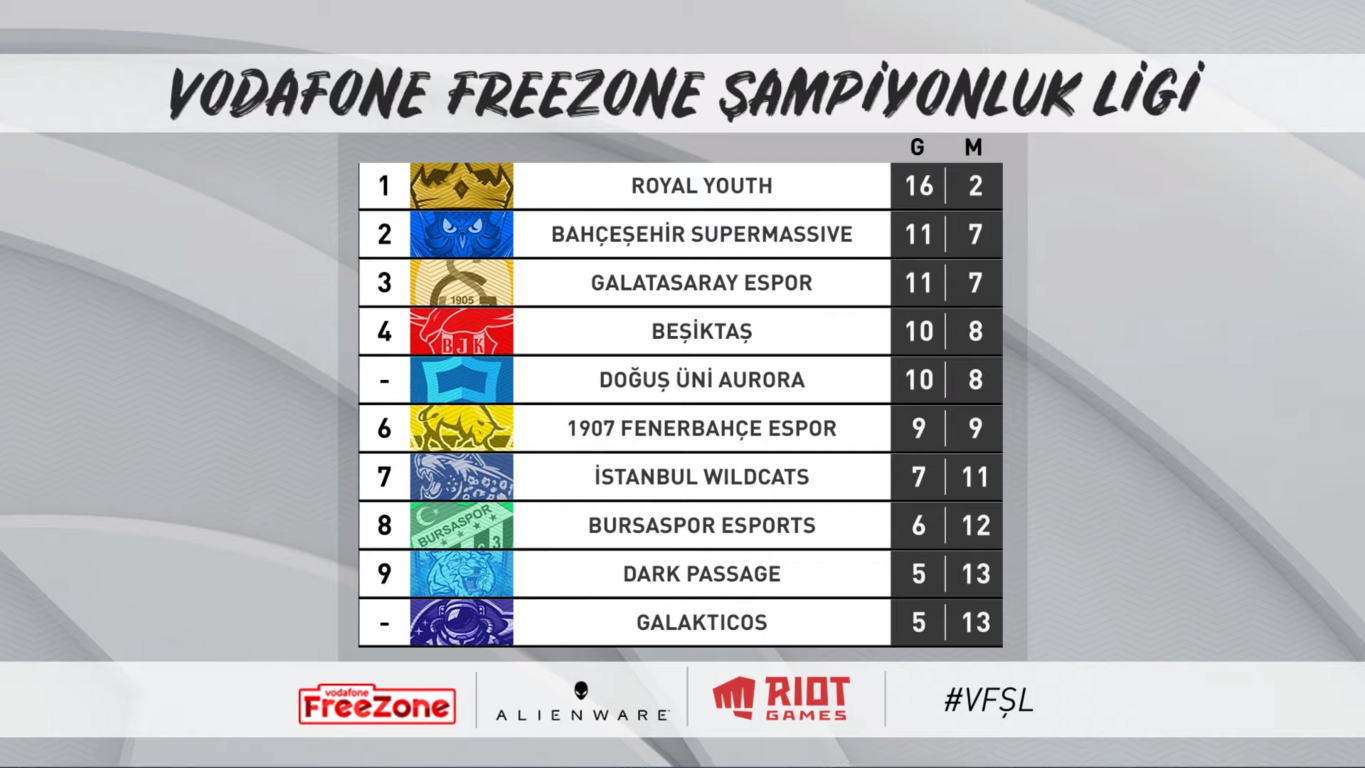 VODAFONE FREEZONE ŞAMPİYONLUK LİGİ
G M
1 ROYAL YOUTH 16 2
2 BAHÇEŞEHİR SUPERMASSIVE 11 7
3 1905 GALATASARAY ESPOR 11 7
4 BJK BEŞİKTAŞ 10 8
- DOĞUŞ ÜNİ AURORA 10 8
6 1907 FENERBAHÇE ESPOR 9 9
7 İSTANBUL WILDCATS 7 11
8 BURSASPOR 3 BURSASPOR ESPORTS 6 12
9 DARK PASSAGE 5 13
- GALAKTICOS 5 13
vodafone
FreeZone
ALIENWARE
RIOT
GAMES
#VFŞL